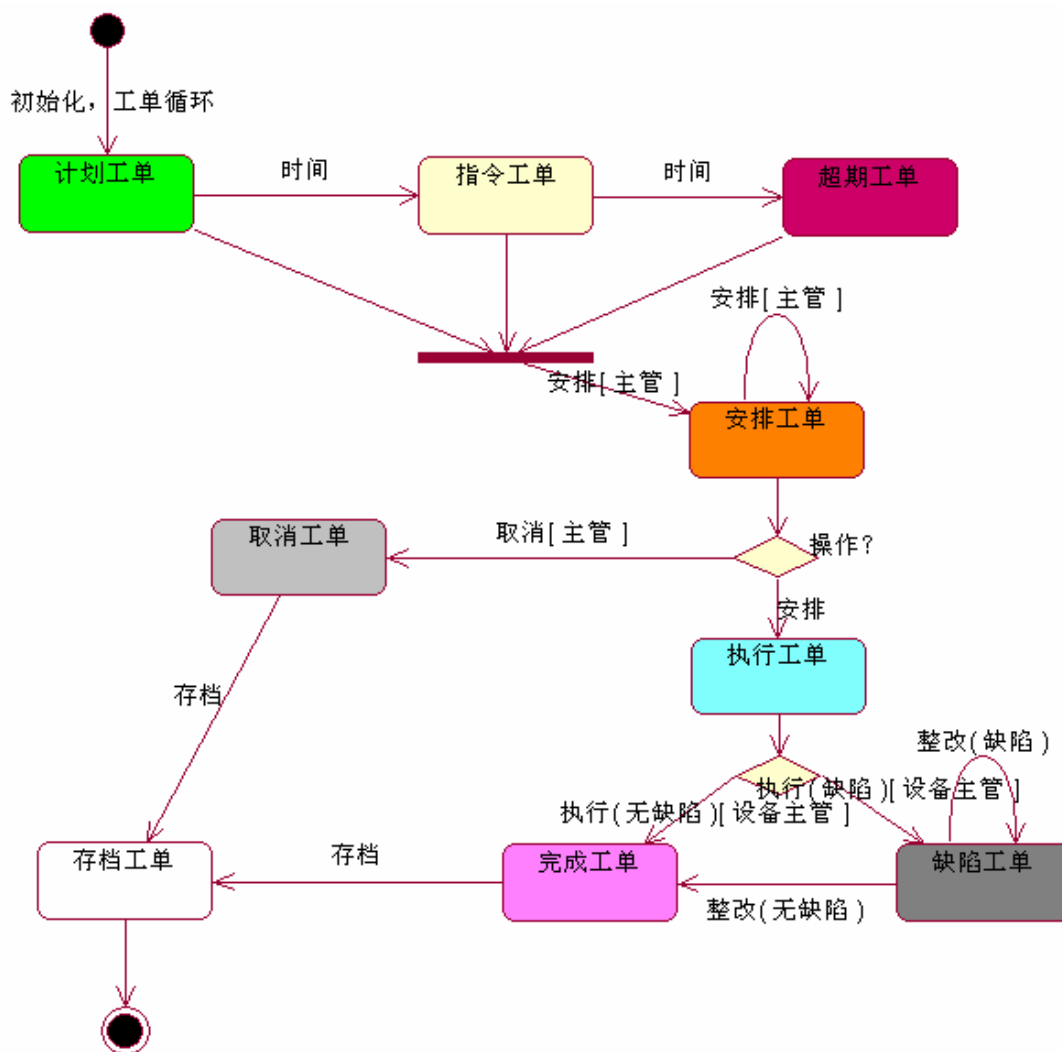 初始化，工单循环
计划工单
时间
指令工单
时间
超期工单
安排[主管]
安排[主管]
安排工单
取消工单
取消[主管]
操作?
安排
执行工单
存档
整改(缺陷)
执行(缺陷)[设备主管]
执行(无缺陷)[设备主管]
存档工单
存档
完成工单
缺陷工单
整改(无缺陷)